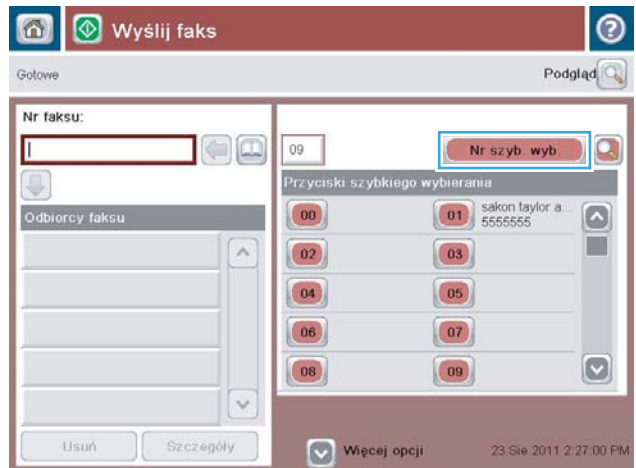 Wyślij faks
?
Gotowe
Podgląd
Nr faksu:
09
Nr szyb. wyb.
Przyciski szybkiego wybierania
Odbiorcy faksu
00
01
sakon taylor a...
5555555
02
03
04
05
06
07
08
09
Usuń
Szczegóły
Więcej opcji
23 Sie 2011 2:27:00 PM